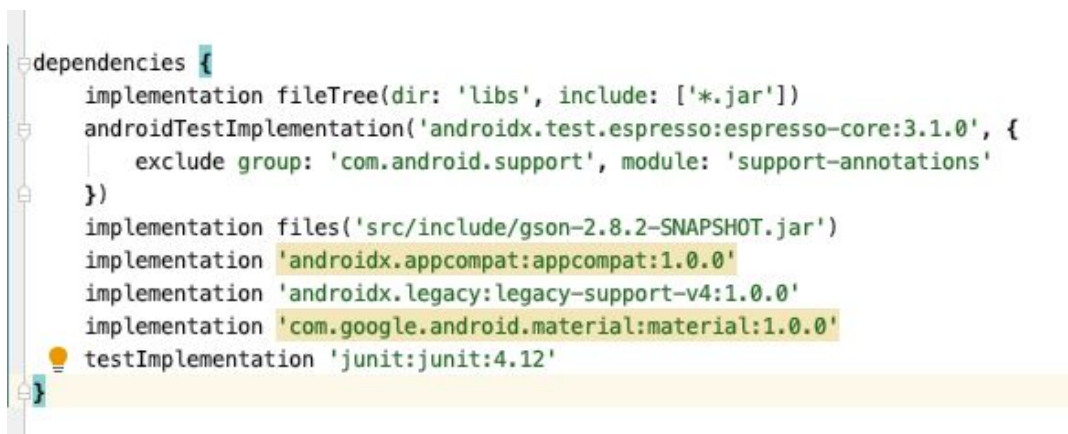 dependencies {
    implementation fileTree(dir: 'libs', include: ['*.jar'])
    androidTestImplementation('androidx.test.espresso:espresso-core:3.1.0', {
        exclude group: 'com.android.support', module: 'support-annotations'
    })
    implementation files('src/include/gson-2.8.2-SNAPSHOT.jar')
    implementation 'androidx.appcompat:appcompat:1.0.0'
    implementation 'androidx.legacy:legacy-support-v4:1.0.0'
    implementation 'com.google.android.material:material:1.0.0'
    testImplementation 'junit:junit:4.12'
}